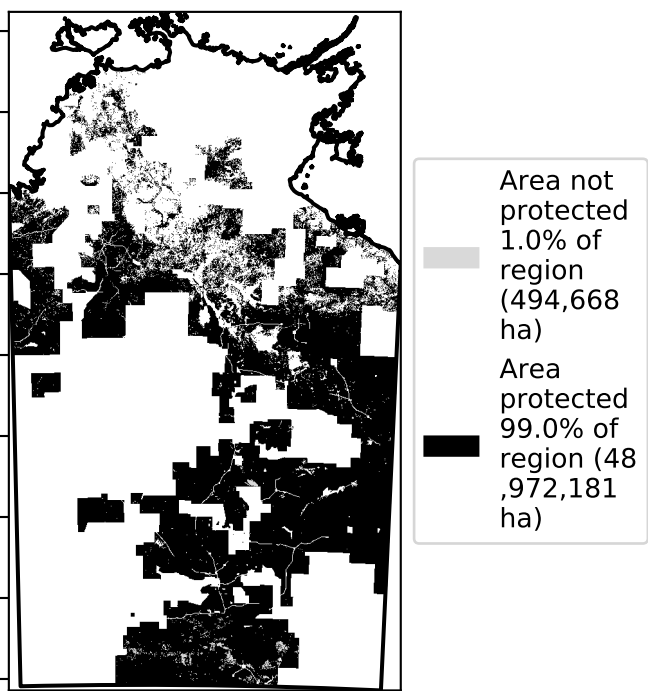 Area not
protected
1.0% of
region
(494,668
ha)
Area
protected
99.0% of
region (48
,972,181
ha)